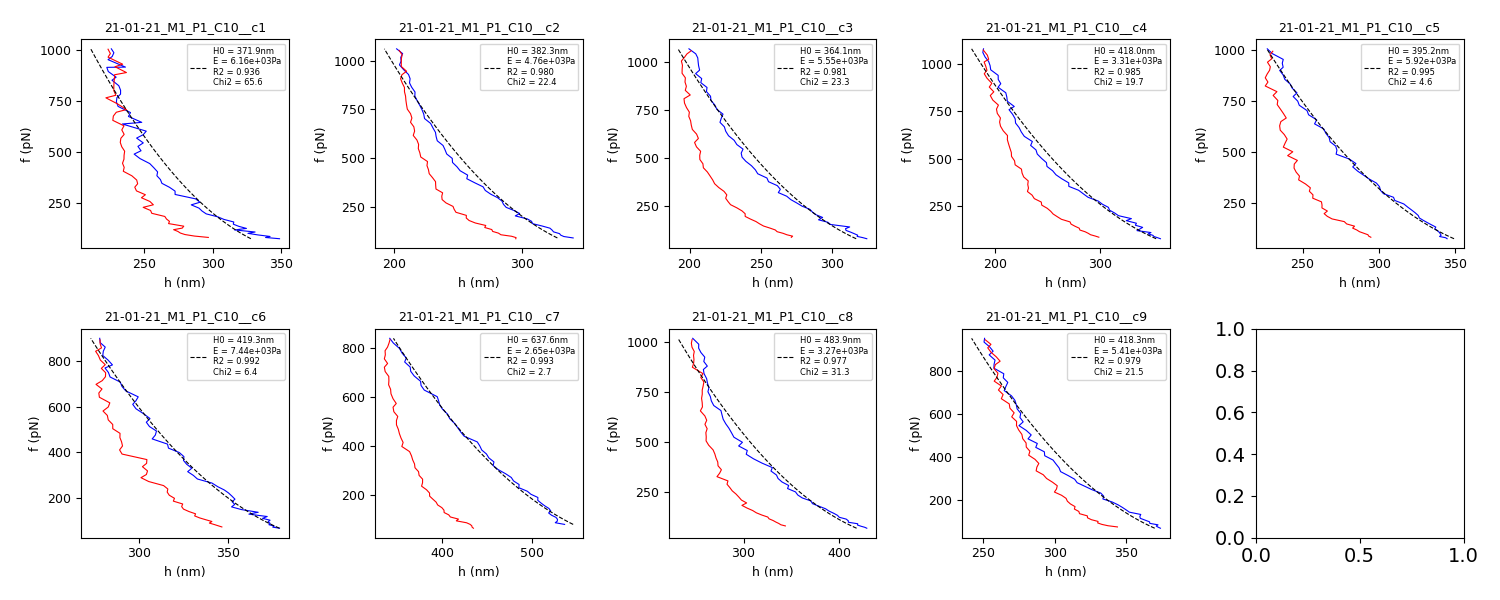 21-01-21_M1_P1_C10__c1
H0 = 371.9nm
E = 6.16e+03Pa
R2 = 0.936
Chi2 = 65.6
1000
750
500
250
f (pN)
250 300 350
h (nm)
21-01-21_M1_P1_C10__c2
H0 = 382.3nm
E = 4.76e+03Pa
R2 = 0.980
Chi2 = 22.4
1000
750
500
250
f (pN)
200 300
h (nm)
21-01-21_M1_P1_C10__c3
H0 = 364.1nm
E = 5.55e+03Pa
R2 = 0.981
Chi2 = 23.3
1000
750
500
250
f (pN)
200 250 300
h (nm)
21-01-21_M1_P1_C10__c4
H0 = 418.0nm
E = 3.31e+03Pa
R2 = 0.985
Chi2 = 19.7
1000
750
500
250
f (pN)
200 300
h (nm)
21-01-21_M1_P1_C10__c5
H0 = 395.2nm
E = 5.92e+03Pa
R2 = 0.995
Chi2 = 4.6
1000
750
500
250
f (pN)
250 300 350
h (nm)
21-01-21_M1_P1_C10__c6
H0 = 419.3nm
E = 7.44e+03Pa
R2 = 0.992
Chi2 = 6.4
800
600
400
200
f (pN)
300 350
h (nm)
21-01-21_M1_P1_C10__c7
H0 = 637.6nm
E = 2.65e+03Pa
R2 = 0.993
Chi2 = 2.7
800
600
400
200
f (pN)
400 500
h (nm)
21-01-21_M1_P1_C10__c8
H0 = 483.9nm
E = 3.27e+03Pa
R2 = 0.977
Chi2 = 31.3
1000
750
500
250
f (pN)
300 400
h (nm)
21-01-21_M1_P1_C10__c9
H0 = 418.3nm
E = 5.41e+03Pa
R2 = 0.979
Chi2 = 21.5
800
600
400
200
f (pN)
250 300 350
h (nm)
1.0
0.8
0.6
0.4
0.2
0.0
0.0 0.5 1.0